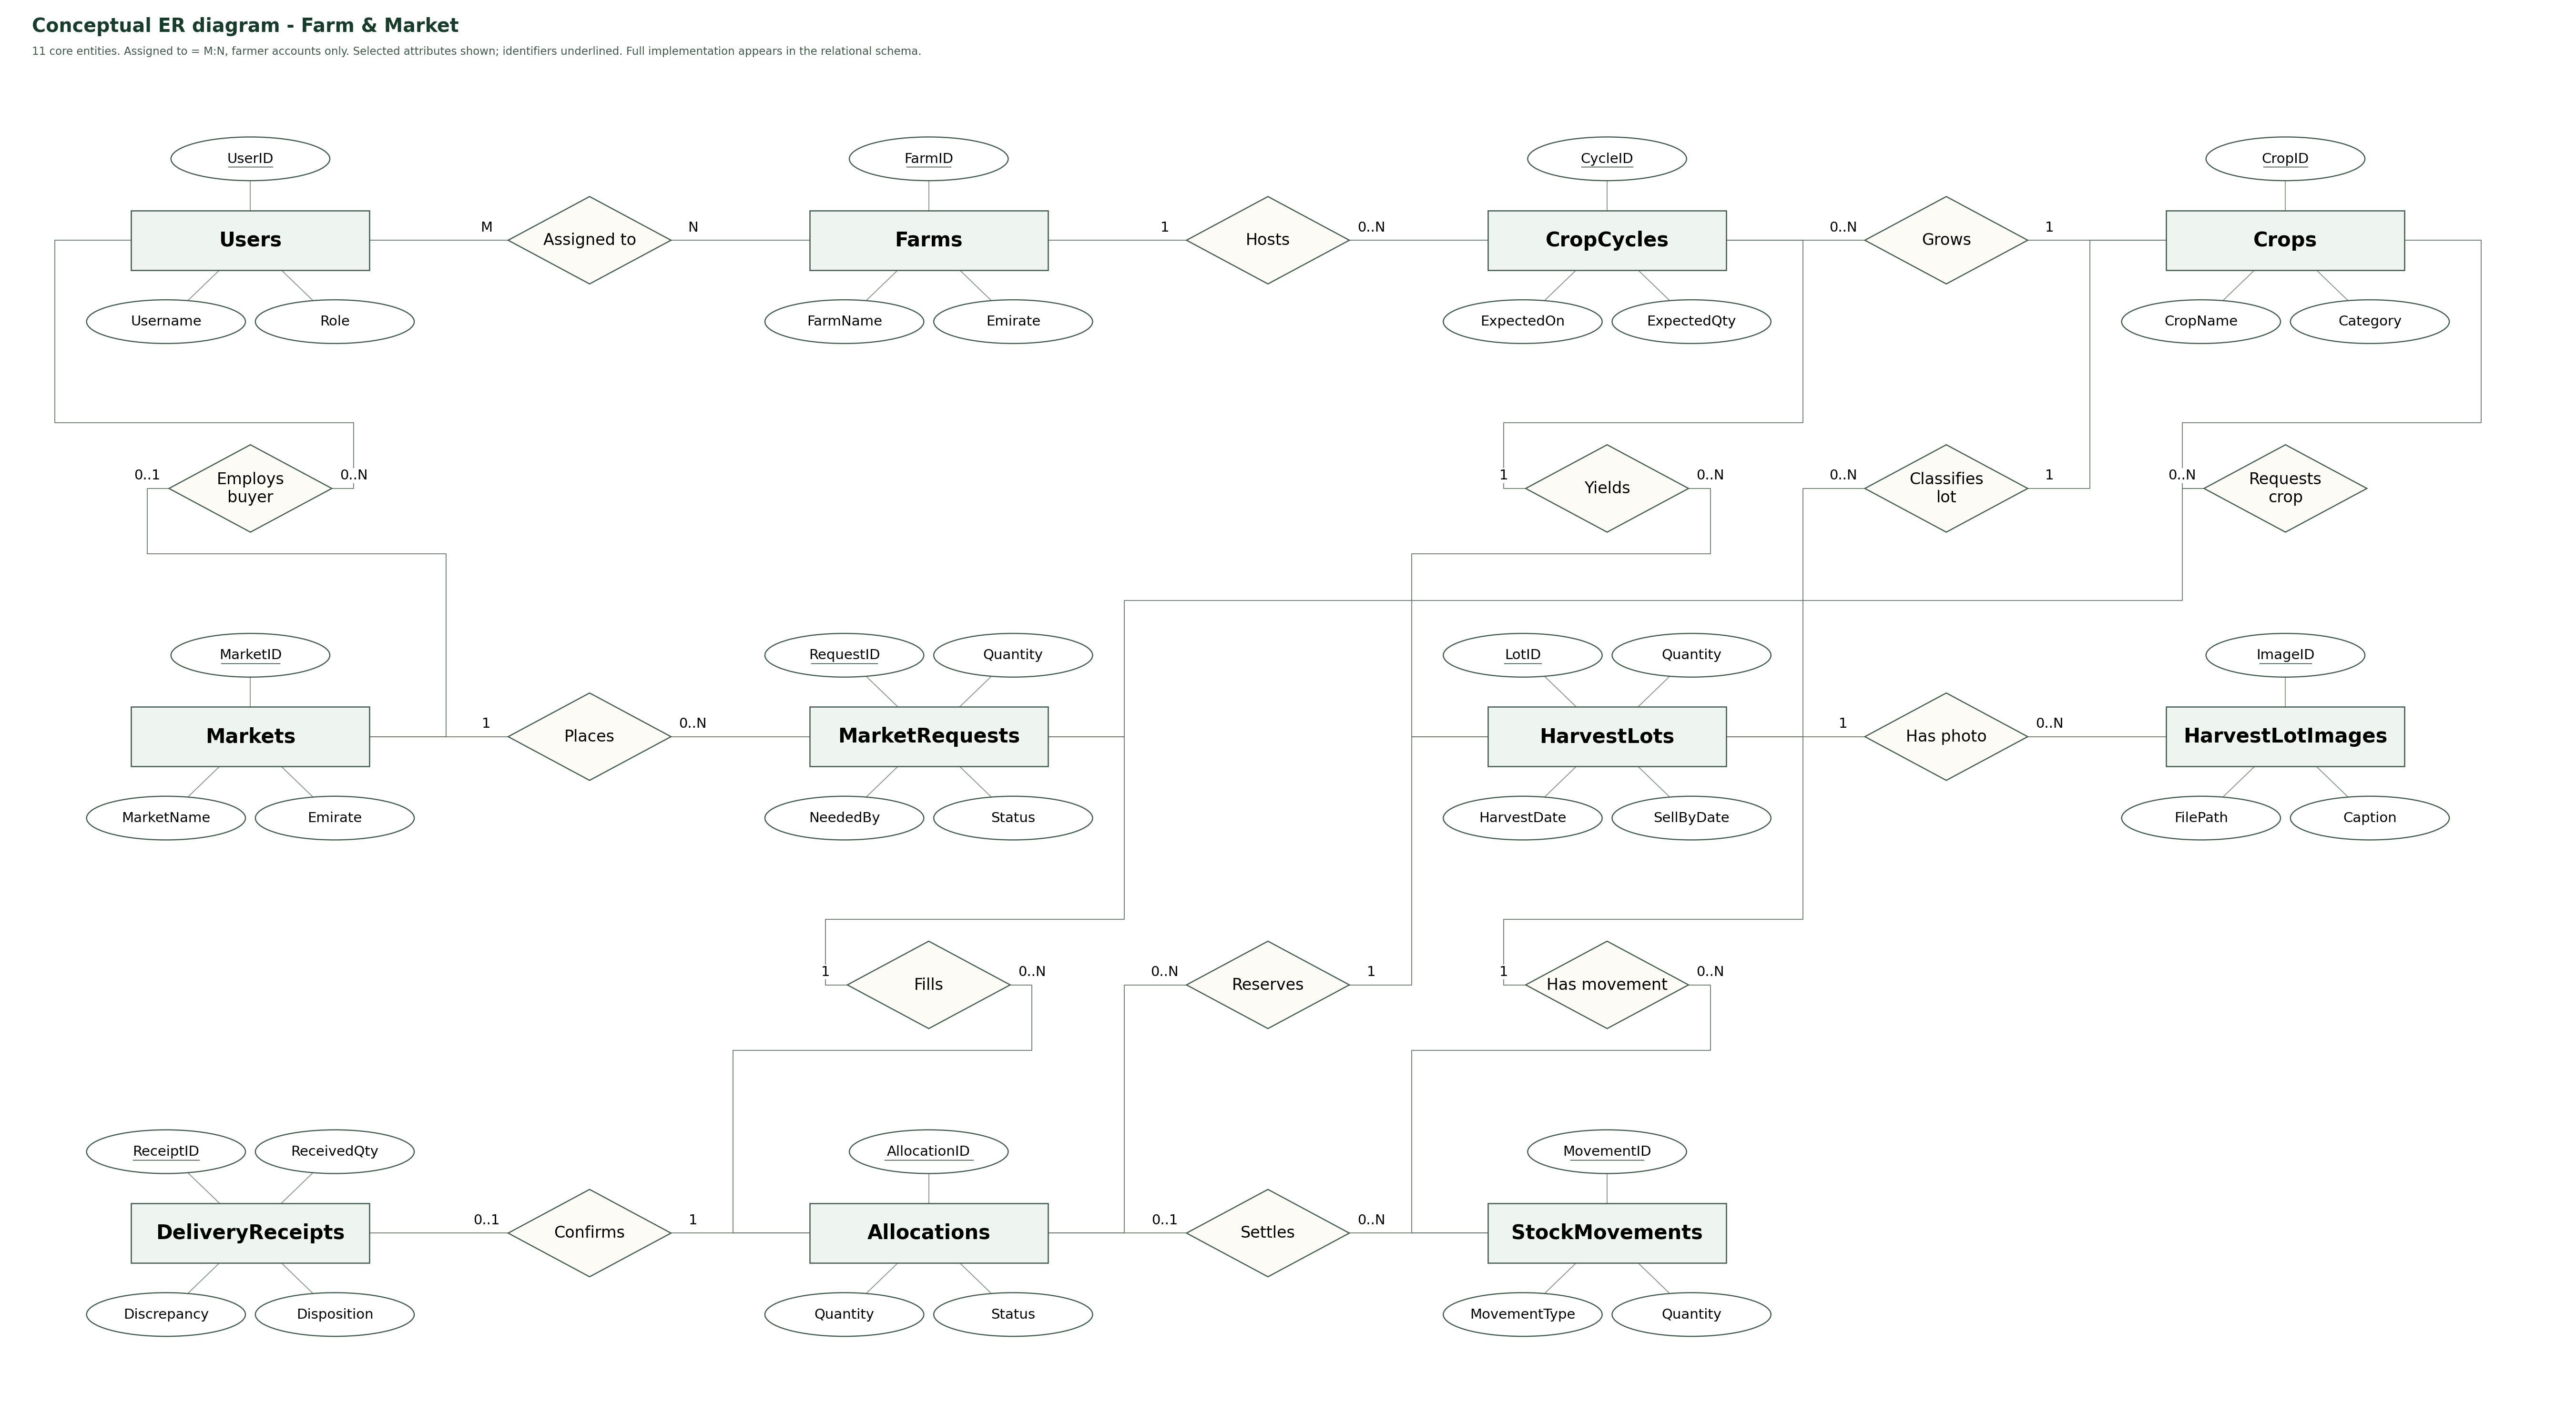 Conceptual ER diagram - Farm & Market
11 core entities. Assigned to = M:N, farmer accounts only. Selected attributes shown; identifiers underlined. Full implementation appears in the relational schema.
UserID
FarmID
CycleID
CropID
Users
M
Assigned to
N
Farms
1
Hosts
0..N
CropCycles
0..N
Grows
1
Crops
Username
Role
FarmName
Emirate
ExpectedOn
ExpectedQty
CropName
Category
0..1
Employs
buyer
0..N
1
Yields
0..N
0..N
Classifies
lot
1
0..N
Requests
crop
MarketID
RequestID
Quantity
LotID
Quantity
ImageID
Markets
1
Places
0..N
MarketRequests
HarvestLots
1
Has photo
0..N
HarvestLotImages
MarketName
Emirate
NeededBy
Status
HarvestDate
SellByDate
FilePath
Caption
1
Fills
0..N
0..N
Reserves
1
1
Has movement
0..N
ReceiptID
ReceivedQty
AllocationID
MovementID
DeliveryReceipts
0..1
Confirms
1
Allocations
0..1
Settles
0..N
StockMovements
Discrepancy
Disposition
Quantity
Status
MovementType
Quantity